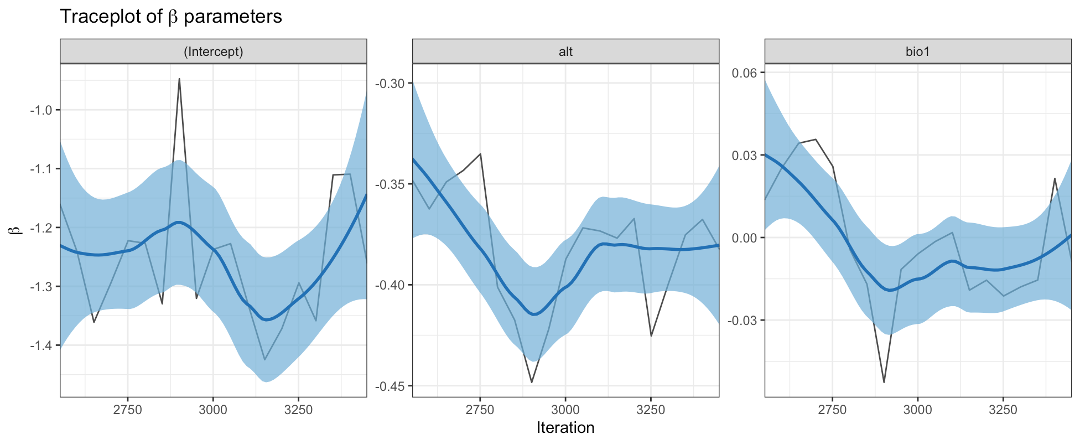 Traceplot of β parameters
(Intercept)
alt
bio1
β
-1.0
-1.1
-1.2
-1.3
-1.4
-0.30
-0.35
-0.40
-0.45
0.06
0.03
0.00
-0.03
2750 3000 3250
2750 3000 3250
2750 3000 3250
Iteration